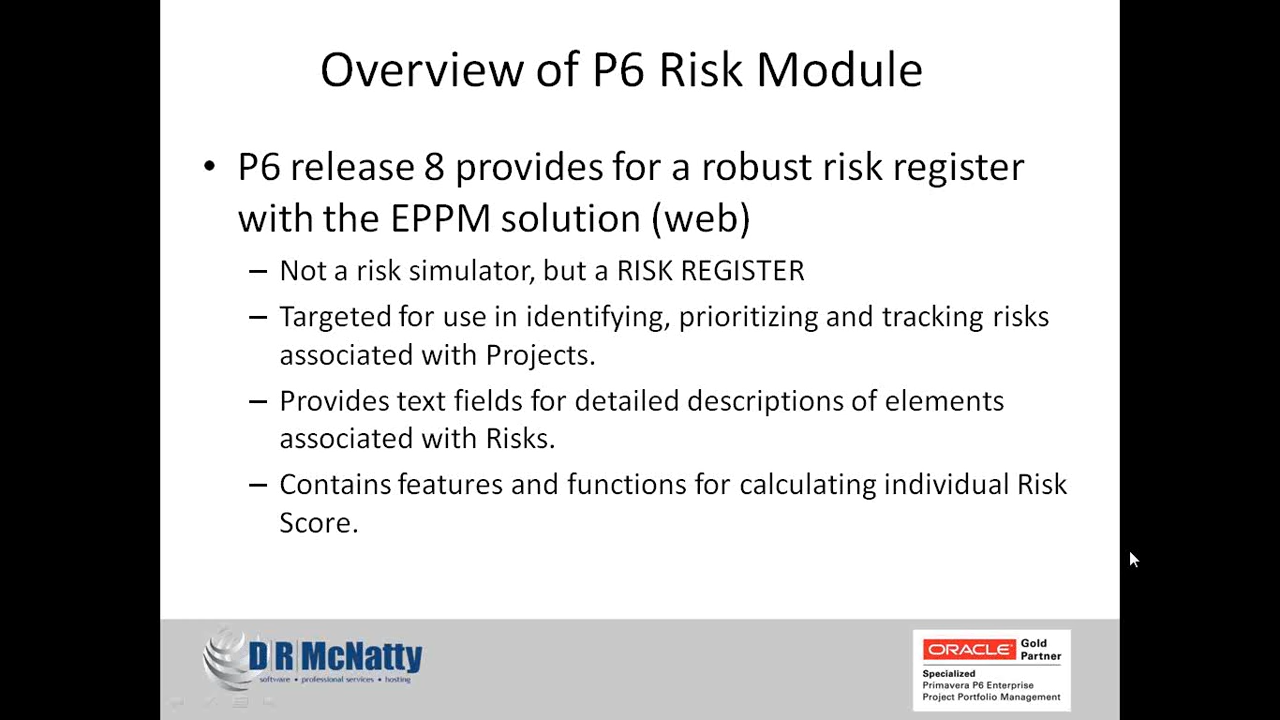 Overview of P6 Risk Module
• P6 release 8 provides for a robust risk register
with the EPPM solution (web)
– Not a risk simulator, but a RISK REGISTER
– Targeted for use in identifying, prioritizing and tracking risks
associated with Projects.
– Provides text fields for detailed descriptions of elements
associated with Risks.
– Contains features and functions for calculating individual Risk
Score.
D|R|McNatty
software • professional services • hosting
ORACLE Gold
Partner
Specialized
Primavera P6 Enterprise
Project Portfolio Management